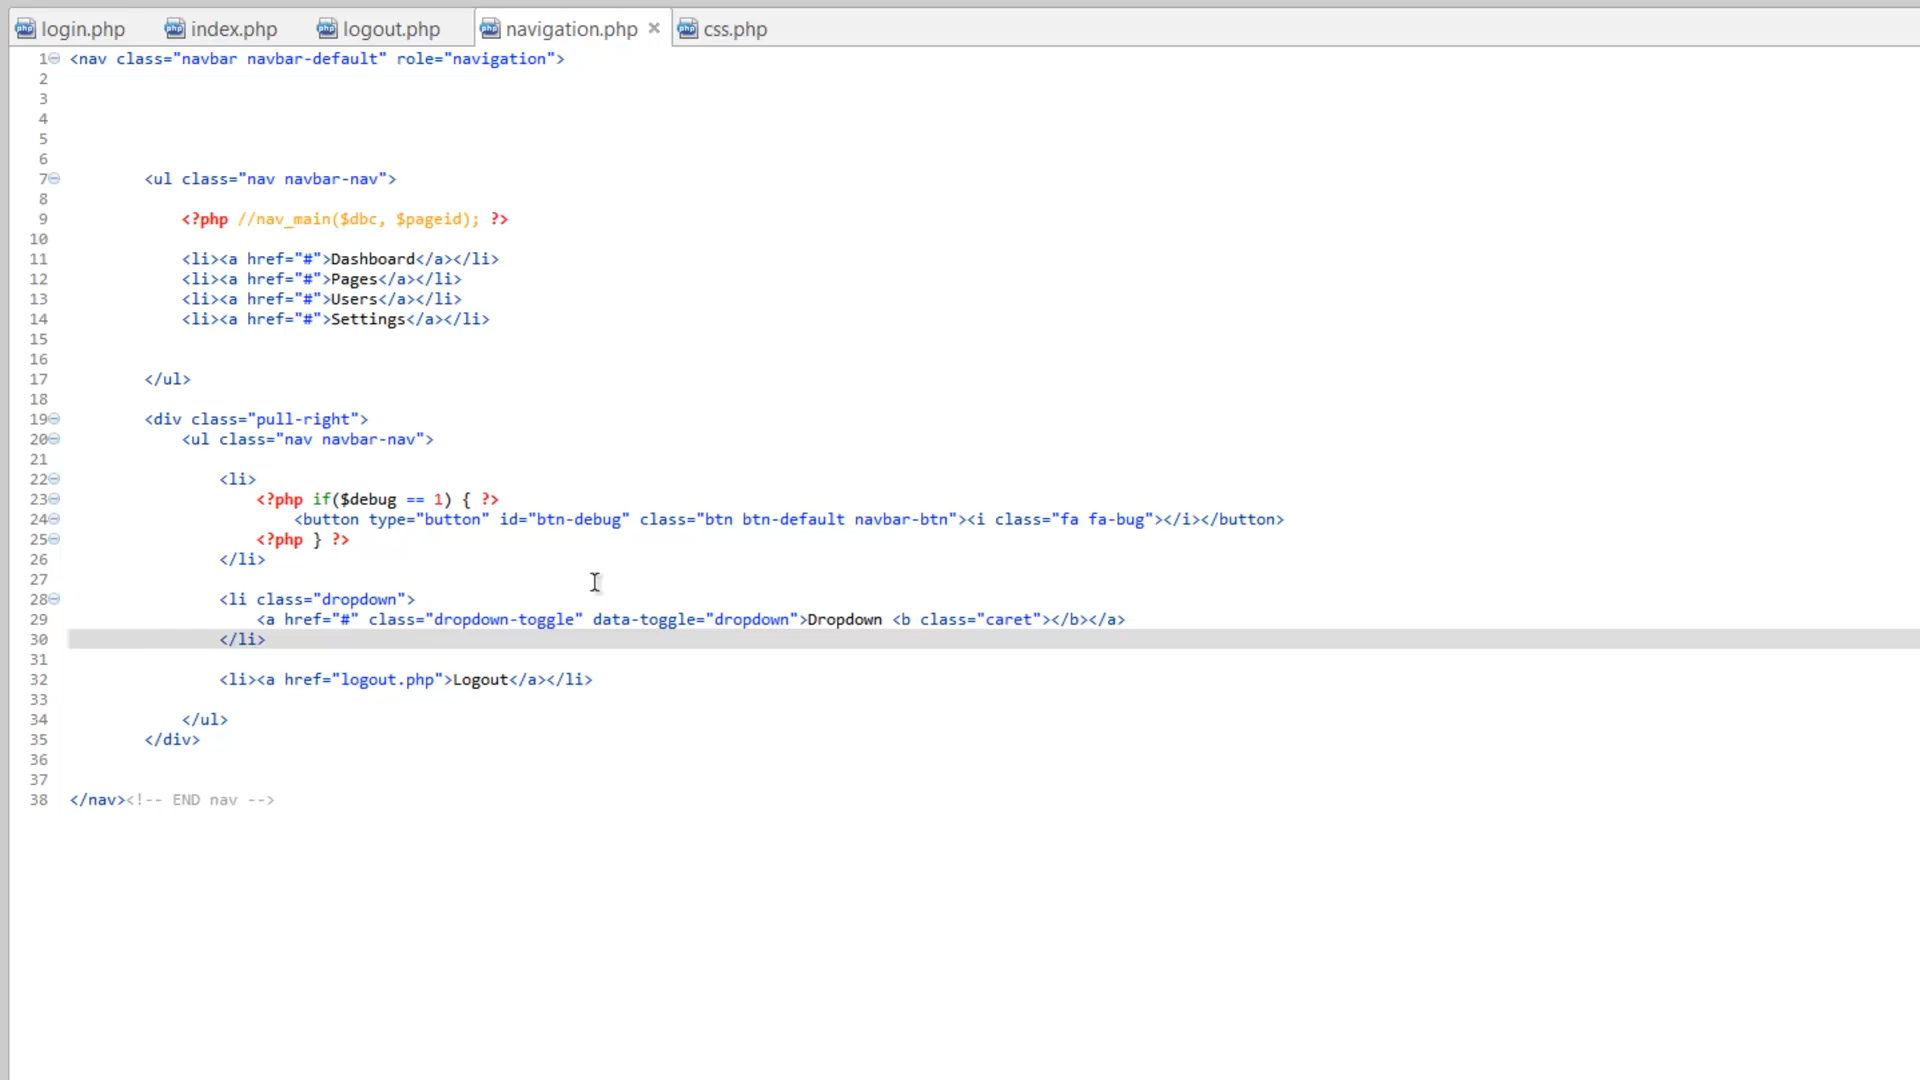 login.php index.php logout.php navigation.php css.php
1 <nav class="navbar navbar-default" role="navigation">
2
3
4
5
6
7 <ul class="nav navbar-nav">
8
9 <?php //nav_main($dbc, $pageid); ?>
10
11 <li><a href="#">Dashboard</a></li>
12 <li><a href="#">Pages</a></li>
13 <li><a href="#">Users</a></li>
14 <li><a href="#">Settings</a></li>
15
16
17 </ul>
18
19 <div class="pull-right">
20 <ul class="nav navbar-nav">
21
22 <li>
23 <?php if($debug == 1) { ?>
24 <button type="button" id="btn-debug" class="btn btn-default navbar-btn"><i class="fa fa-bug"></i></button>
25 <?php } ?>
26 </li>
27
28 <li class="dropdown">
29 <a href="#" class="dropdown-toggle" data-toggle="dropdown">Dropdown <b class="caret"></b></a>
30 </li>
31
32 <li><a href="logout.php">Logout</a></li>
33
34 </ul>
35 </div>
36
37
38 </nav><!-- END nav -->